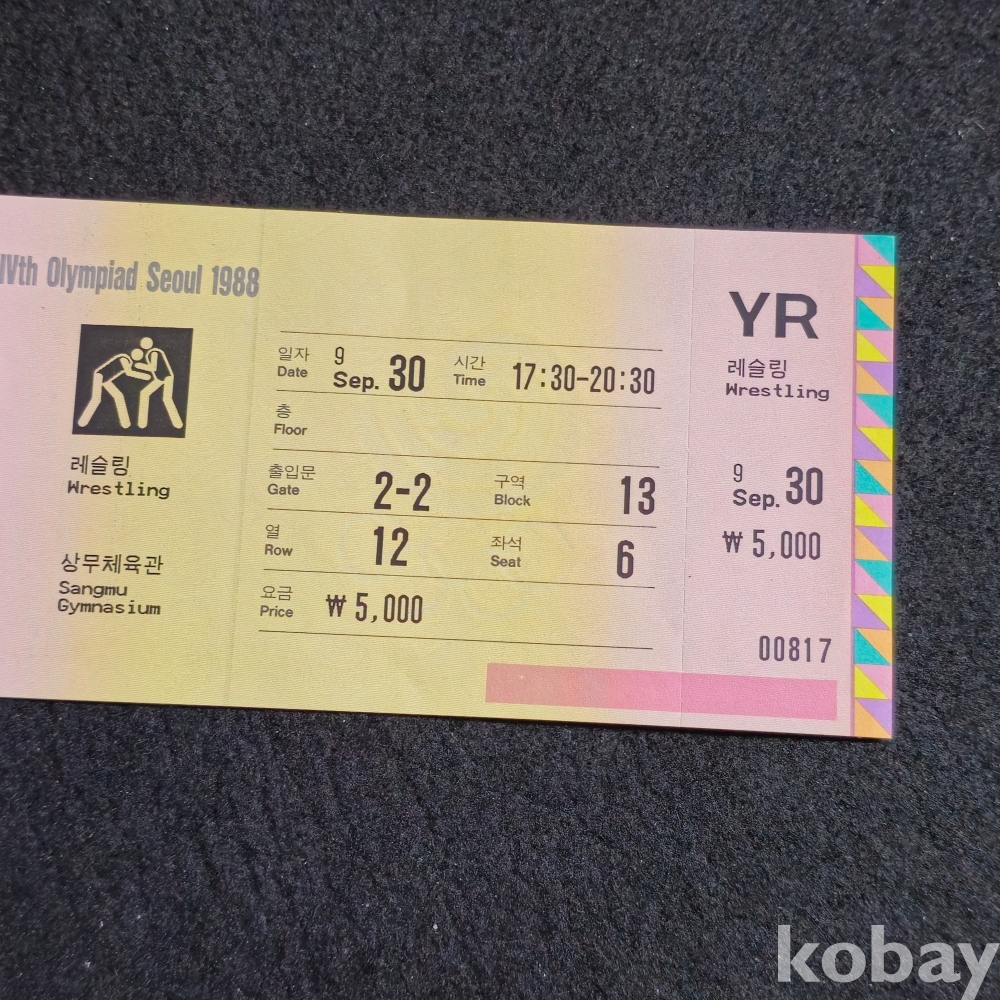 IVth Olympiad Seoul 1988
레슬링
Wrestling
상무체육관
Sangmu
Gymnasium
일자 9
Date Sep. 30
시간
Time 17:30-20:30
층
Floor
출입문
Gate 2-2
구역
Block 13
열
Row 12
좌석
Seat 6
요금
Price ₩ 5,000
YR
레슬링
Wrestling
9
Sep. 30
₩ 5,000
00817
kobay